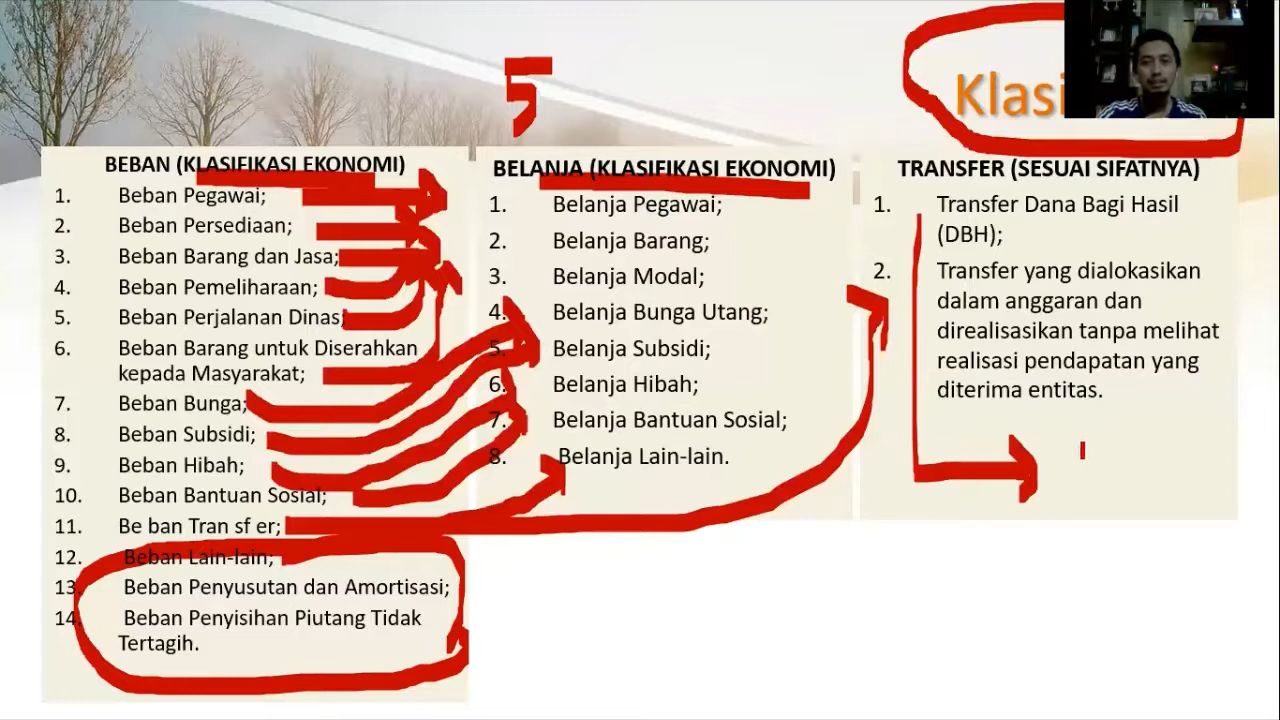 5
Klasi
BEBAN (KLASIFIKASI EKONOMI)
1. Beban Pegawai;
2. Beban Persediaan;
3. Beban Barang dan Jasa;
4. Beban Pemeliharaan;
5. Beban Perjalanan Dinas;
6. Beban Barang untuk Diserahkan
kepada Masyarakat;
7. Beban Bunga;
8. Beban Subsidi;
9. Beban Hibah;
10. Beban Bantuan Sosial;
11. Be ban Tran sf er;
12. Beban Lain-lain;
13. Beban Penyusutan dan Amortisasi;
14. Beban Penyisihan Piutang Tidak
Tertagih.
BELANJA (KLASIFIKASI EKONOMI)
1. Belanja Pegawai;
2. Belanja Barang;
3. Belanja Modal;
4. Belanja Bunga Utang;
5. Belanja Subsidi;
6. Belanja Hibah;
7. Belanja Bantuan Sosial;
8. Belanja Lain-lain.
TRANSFER (SESUAI SIFATNYA)
1. Transfer Dana Bagi Hasil
(DBH);
2. Transfer yang dialokasikan
dalam anggaran dan
direalisasikan tanpa melihat
realisasi pendapatan yang
diterima entitas.